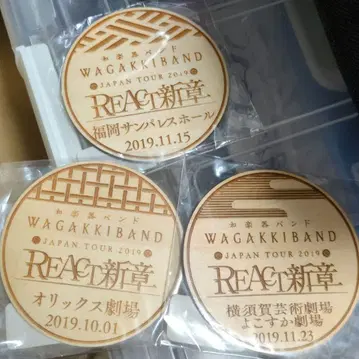 和楽器バンド
WAGAKKIBAND
JAPAN TOUR 2019
REACT新章
福岡サンパレスホール
2019.11.15
和楽器バンド
WAGAKKIBAND
JAPAN TOUR 2019
REACT新章
オリックス劇場
2019.10.01
和楽器バンド
WAGAKKIBAND
JAPAN TOUR 2019
REACT新章
横須賀芸術劇場
よこすか劇場
2019.11.23